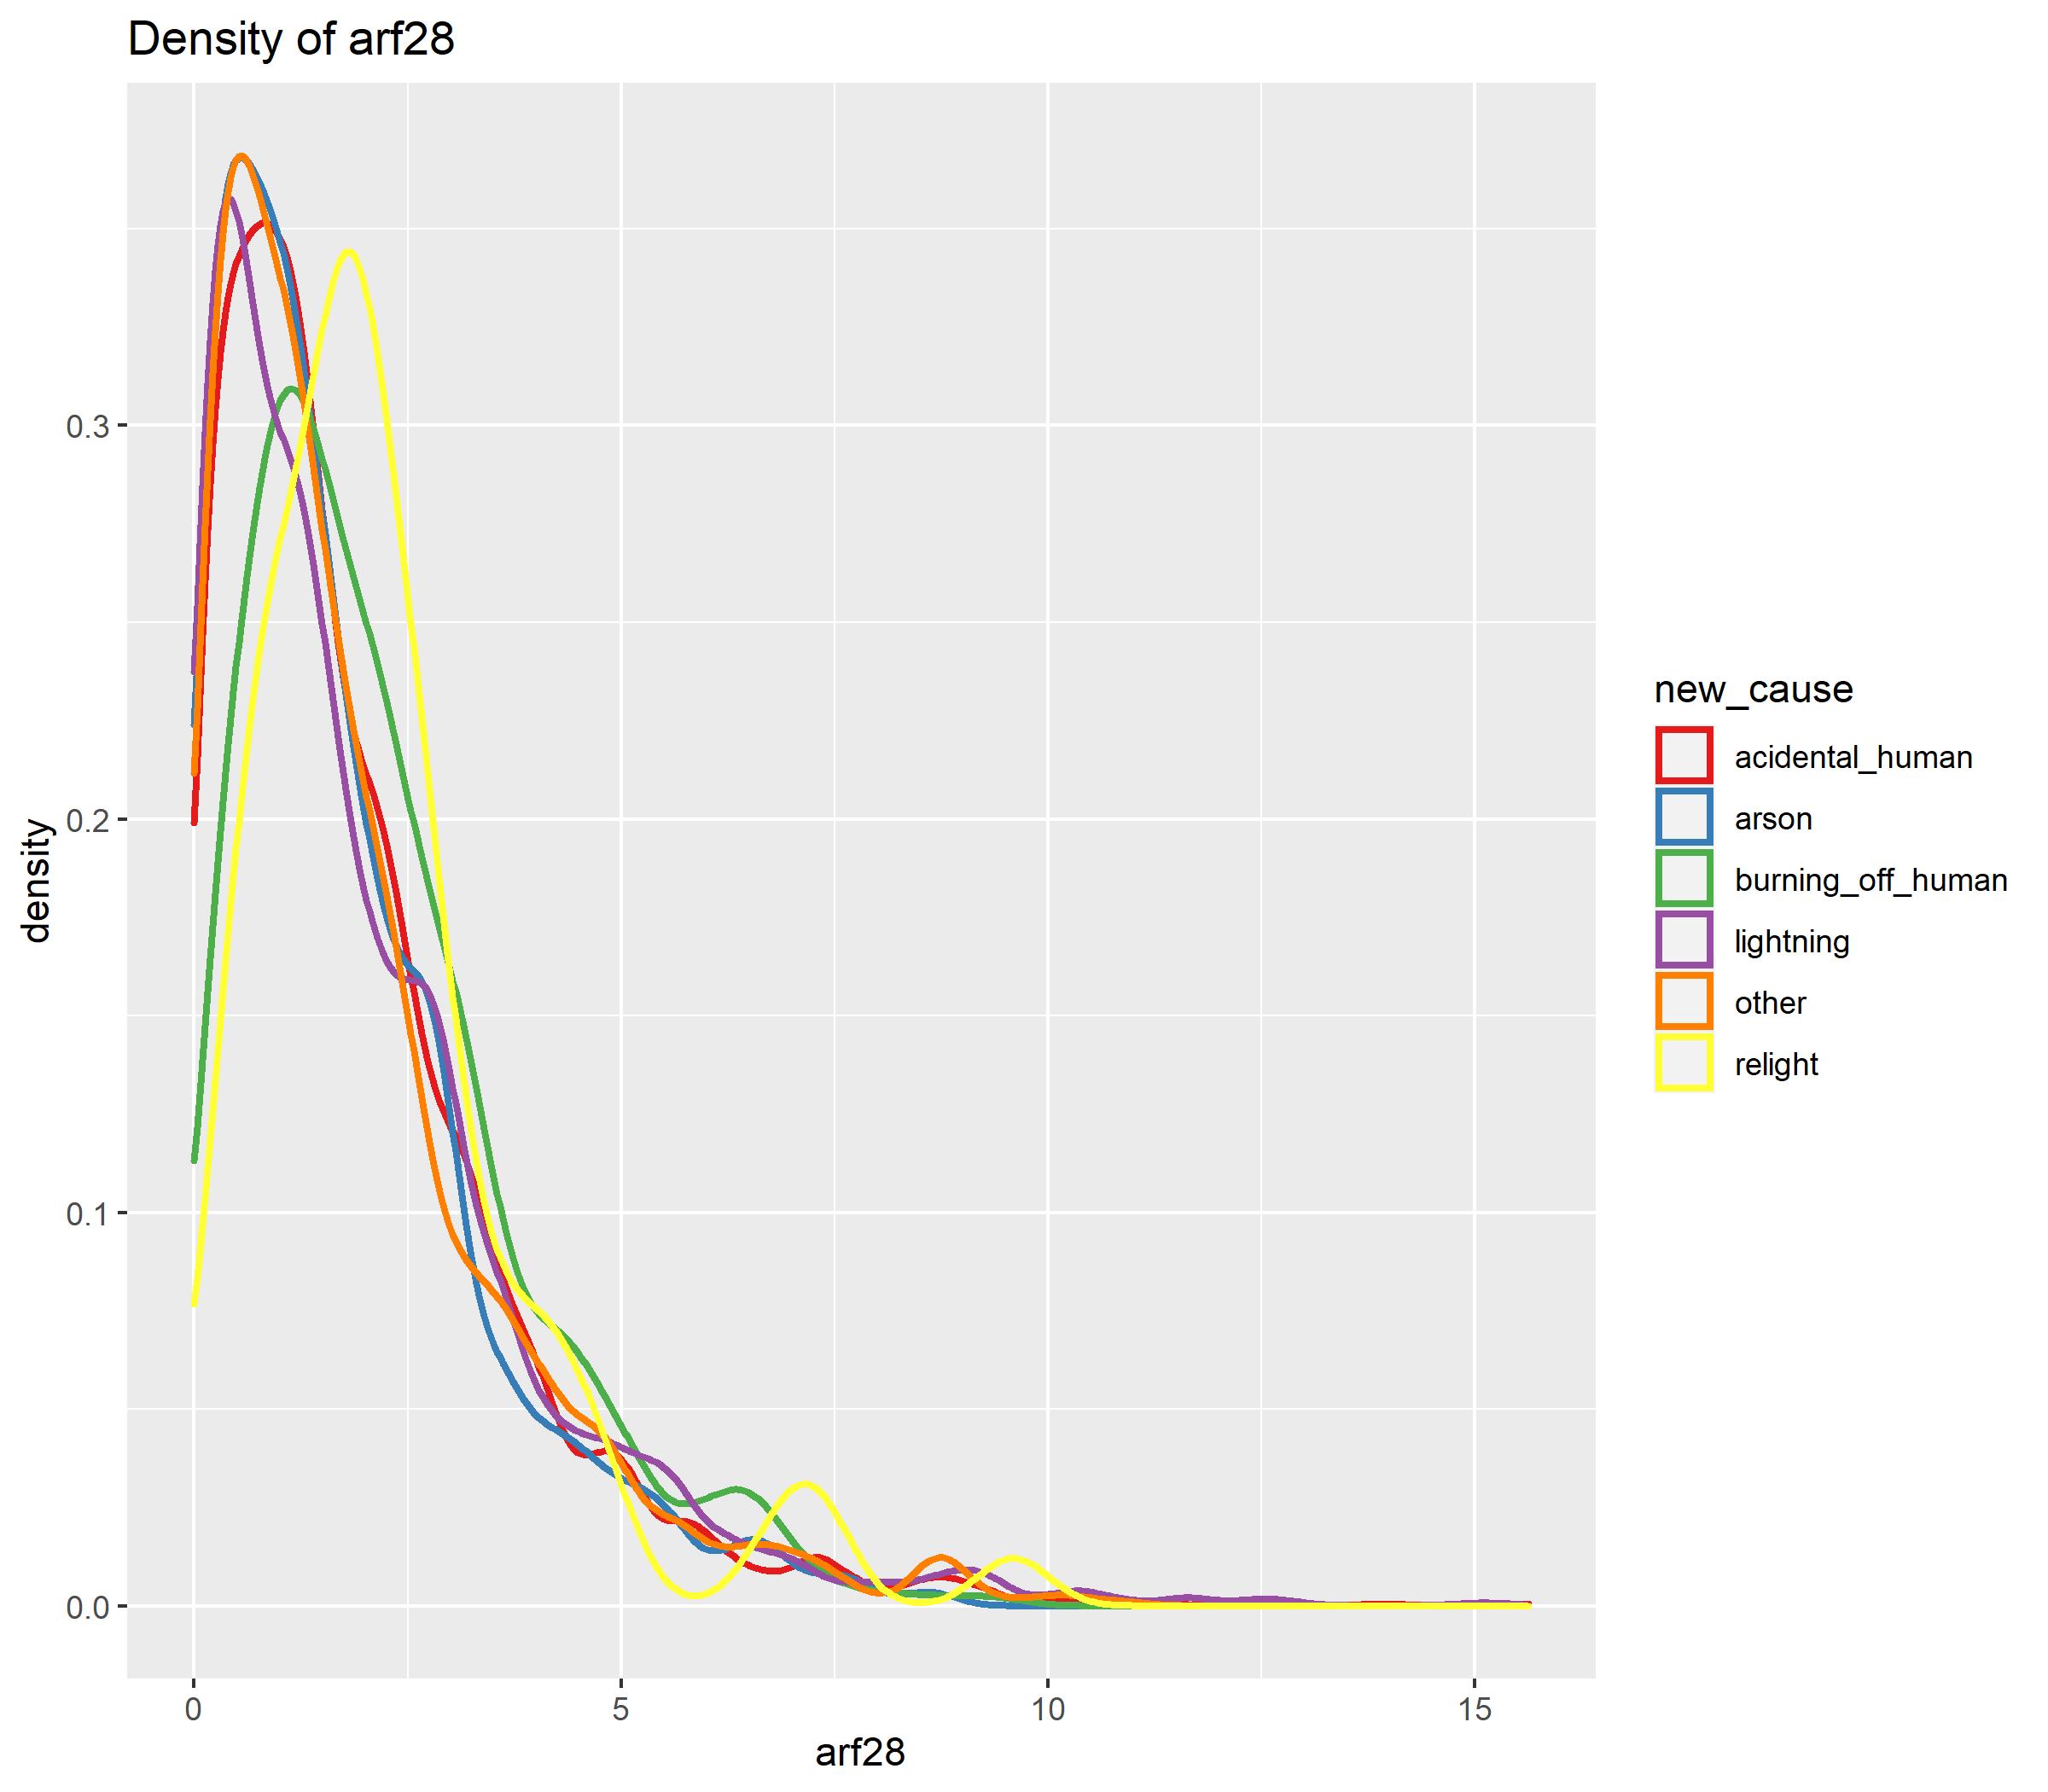 Density of arf28
density
0.3
0.2
0.1
0.0
0
5
10
15
arf28
new_cause
acidental_human
arson
burning_off_human
lightning
other
relight